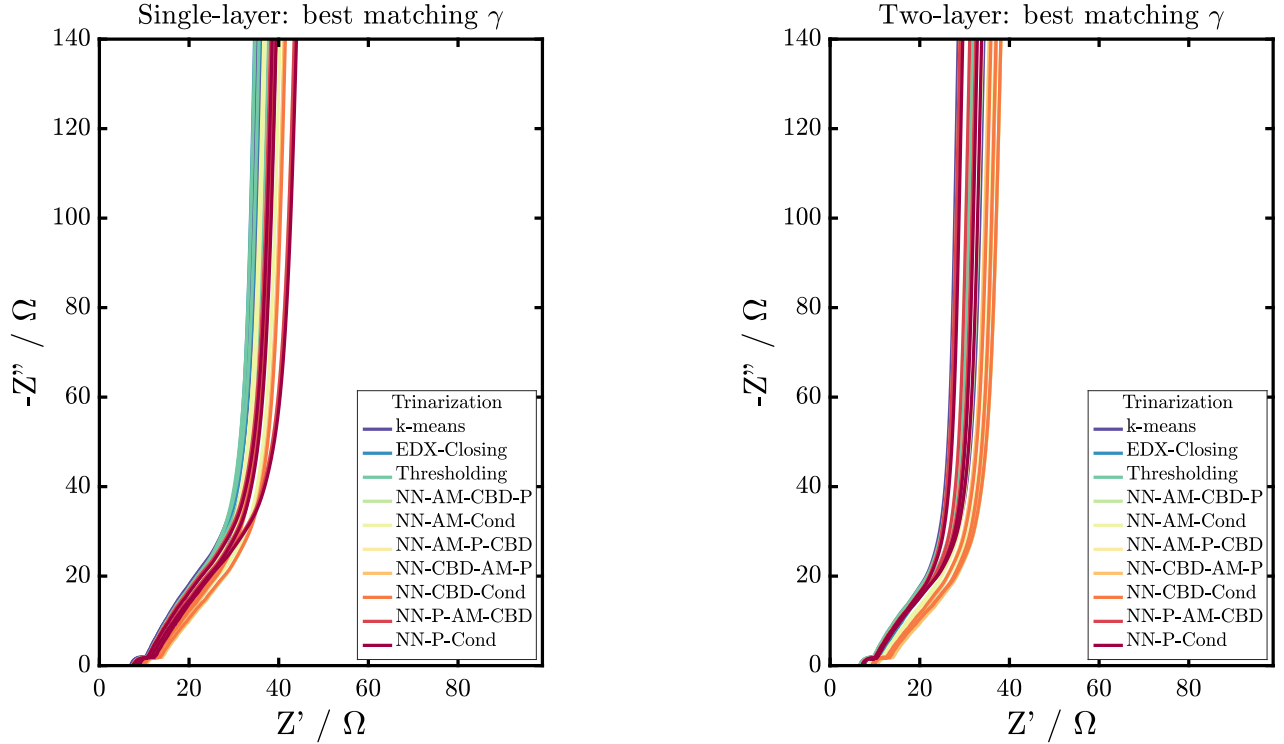 Single-layer: best matching γ
140
120
100
80
60
40
20
0
0 20 40 60 80
-Z” / Ω
Z’ / Ω
Trinarization
k-means
EDX-Closing
Thresholding
NN-AM-CBD-P
NN-AM-Cond
NN-AM-P-CBD
NN-CBD-AM-P
NN-CBD-Cond
NN-P-AM-CBD
NN-P-Cond
Two-layer: best matching γ
140
120
100
80
60
40
20
0
0 20 40 60 80
-Z” / Ω
Z’ / Ω
Trinarization
k-means
EDX-Closing
Thresholding
NN-AM-CBD-P
NN-AM-Cond
NN-AM-P-CBD
NN-CBD-AM-P
NN-CBD-Cond
NN-P-AM-CBD
NN-P-Cond